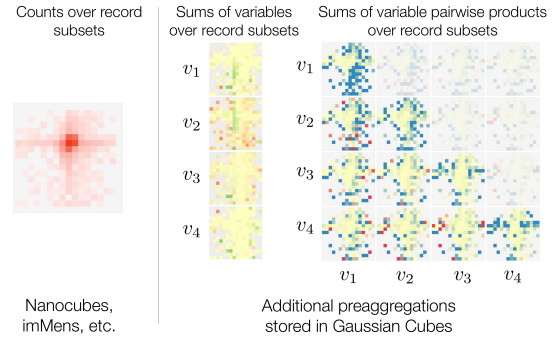 Counts over record
subsets
Sums of variables
over record subsets
Sums of variable pairwise products
over record subsets
v1
v2
v3
v4
v1
v2
v3
v4
v1
v2
v3
v4
Nanocubes,
imMens, etc.
Additional preaggregations
stored in Gaussian Cubes